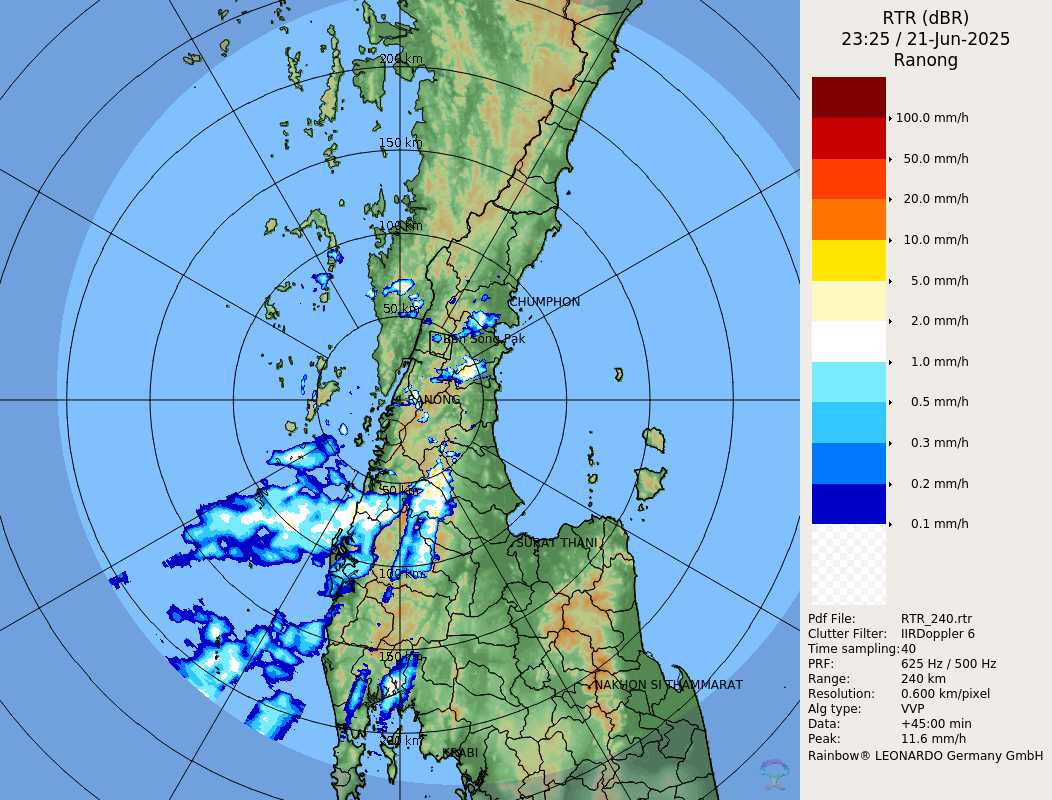 RTR (dBR)
23:25 / 21-Jun-2025
Ranong
100.0 mm/h
50.0 mm/h
20.0 mm/h
10.0 mm/h
5.0 mm/h
2.0 mm/h
1.0 mm/h
0.5 mm/h
0.3 mm/h
0.2 mm/h
0.1 mm/h
Pdf File: RTR_240.rtr
Clutter Filter: IIRDoppler 6
Time sampling:40
PRF: 625 Hz / 500 Hz
Range: 240 km
Resolution: 0.600 km/pixel
Alg type: VVP
Data: +45:00 min
Peak: 11.6 mm/h
Rainbow® LEONARDO Germany GmbH
200 km
150 km
100 km
CHUMPHON
50 km
Ban Song Pak
RANONG
50 km
SURAT THANI
100 km
150 km
NAKHON SI THAMMARAT
200 km
KRABI